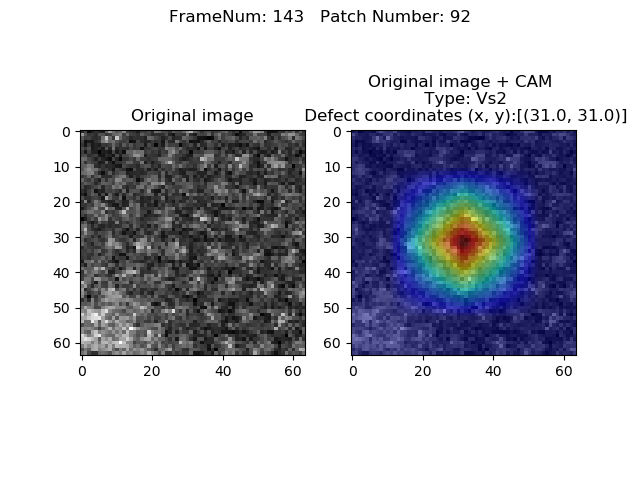 FrameNum: 143   Patch Number: 92
Original image
Original image + CAM
Type: Vs2
Defect coordinates (x, y):[(31.0, 31.0)]
0
10
20
30
40
50
60
0 20 40 60
0
10
20
30
40
50
60
0 20 40 60